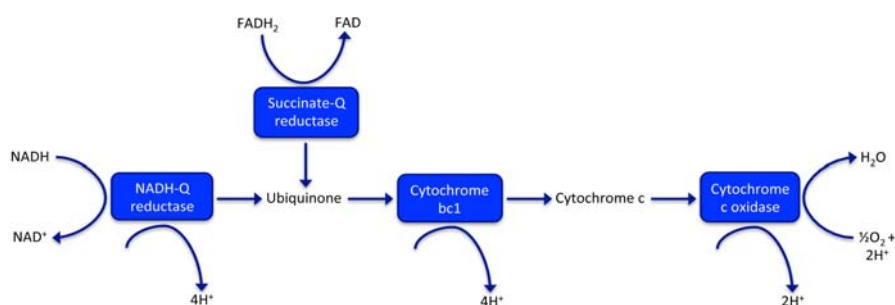 FADH₂
FAD
Succinate-Q
reductase
NADH
H₂O
NADH-Q
reductase
Ubiquinone
Cytochrome
bc1
Cytochrome c
Cytochrome
c oxidase
NAD⁺
½O₂ +
2H⁺
4H⁺
4H⁺
2H⁺